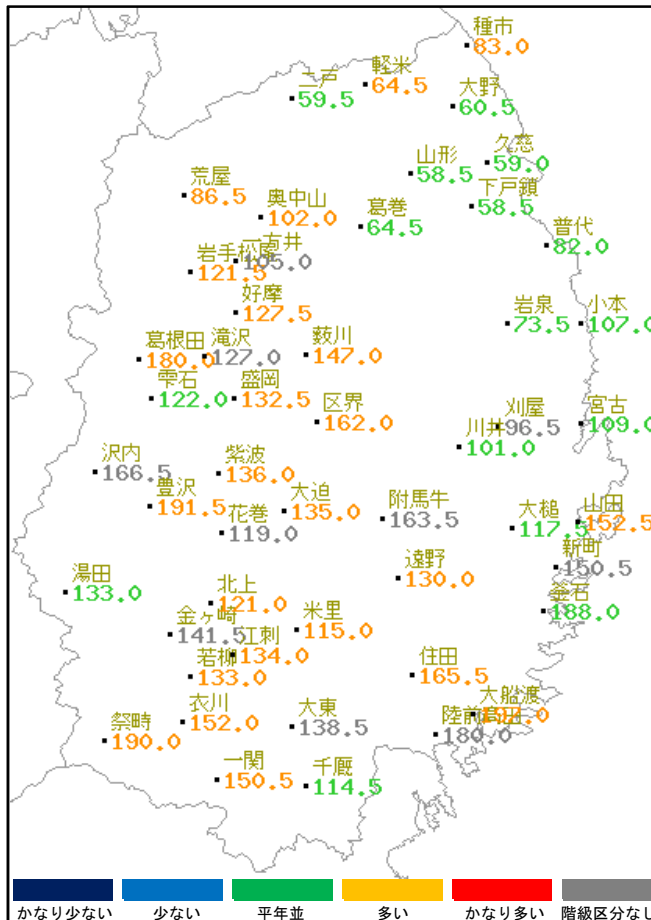 種市
83.0
軽米
64.5
二戸
59.5
大野
60.5
久慈
59.0
山形
58.5
下戸鎖
58.5
荒屋
86.5
奥中山
102.0
葛巻
64.5
普代
82.0
一方井
105.0
岩手松尾
121.5
好摩
127.5
岩泉
73.5
小本
107.0
葛根田
180.0
滝沢
127.0
薮川
147.0
雫石
122.0
盛岡
132.5
区界
162.0
刈屋
96.5
宮古
109.0
川井
101.0
沢内
166.5
紫波
136.0
豊沢
191.5
大迫
135.0
花巻
119.0
附馬牛
163.5
大槌
117.5
山田
152.5
新町
150.5
遠野
130.0
湯田
133.0
釜石
188.0
北上
121.0
金ヶ崎
141.5
米里
115.0
江刺
134.0
若柳
133.0
住田
165.5
大船渡
陸前高田
180.0
衣川
152.0
大東
138.5
祭畤
190.0
一関
150.5
千厩
114.5
かなり少ない 少ない 平年並 多い かなり多い 階級区分なし